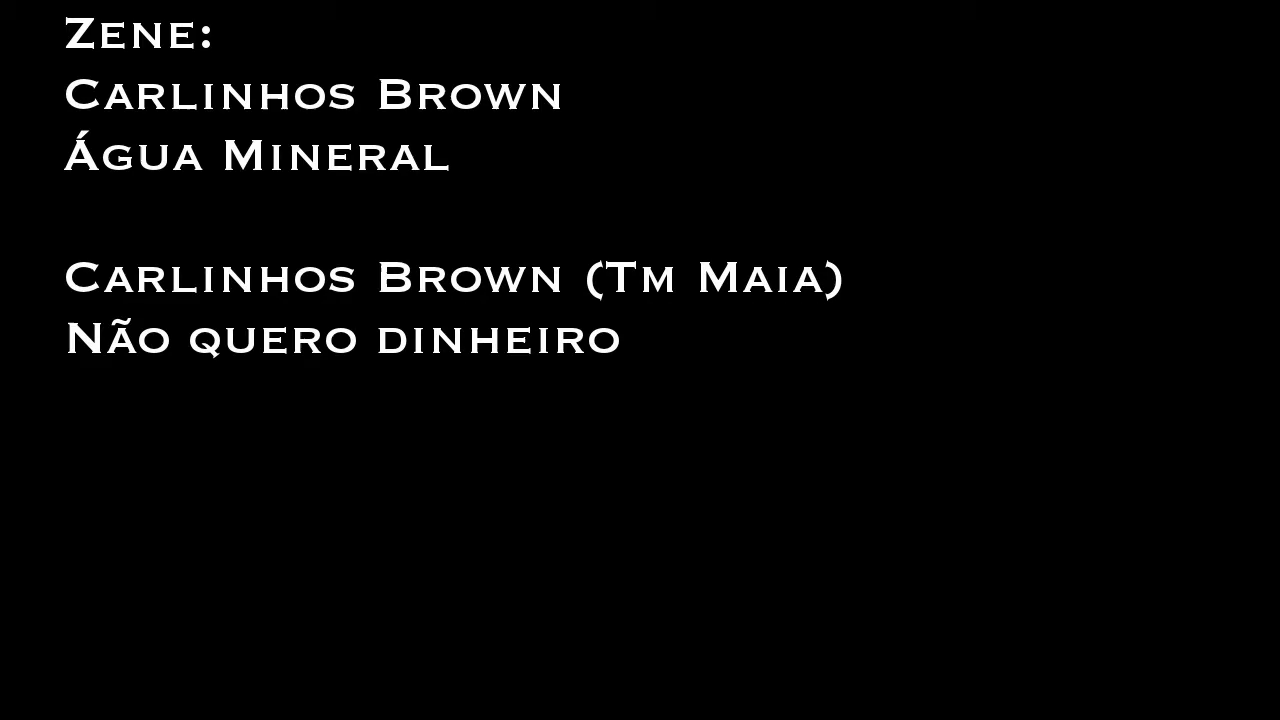 Zene:
Carlinhos Brown
Água Mineral
Carlinhos Brown (Tm Maia)
Não quero dinheiro